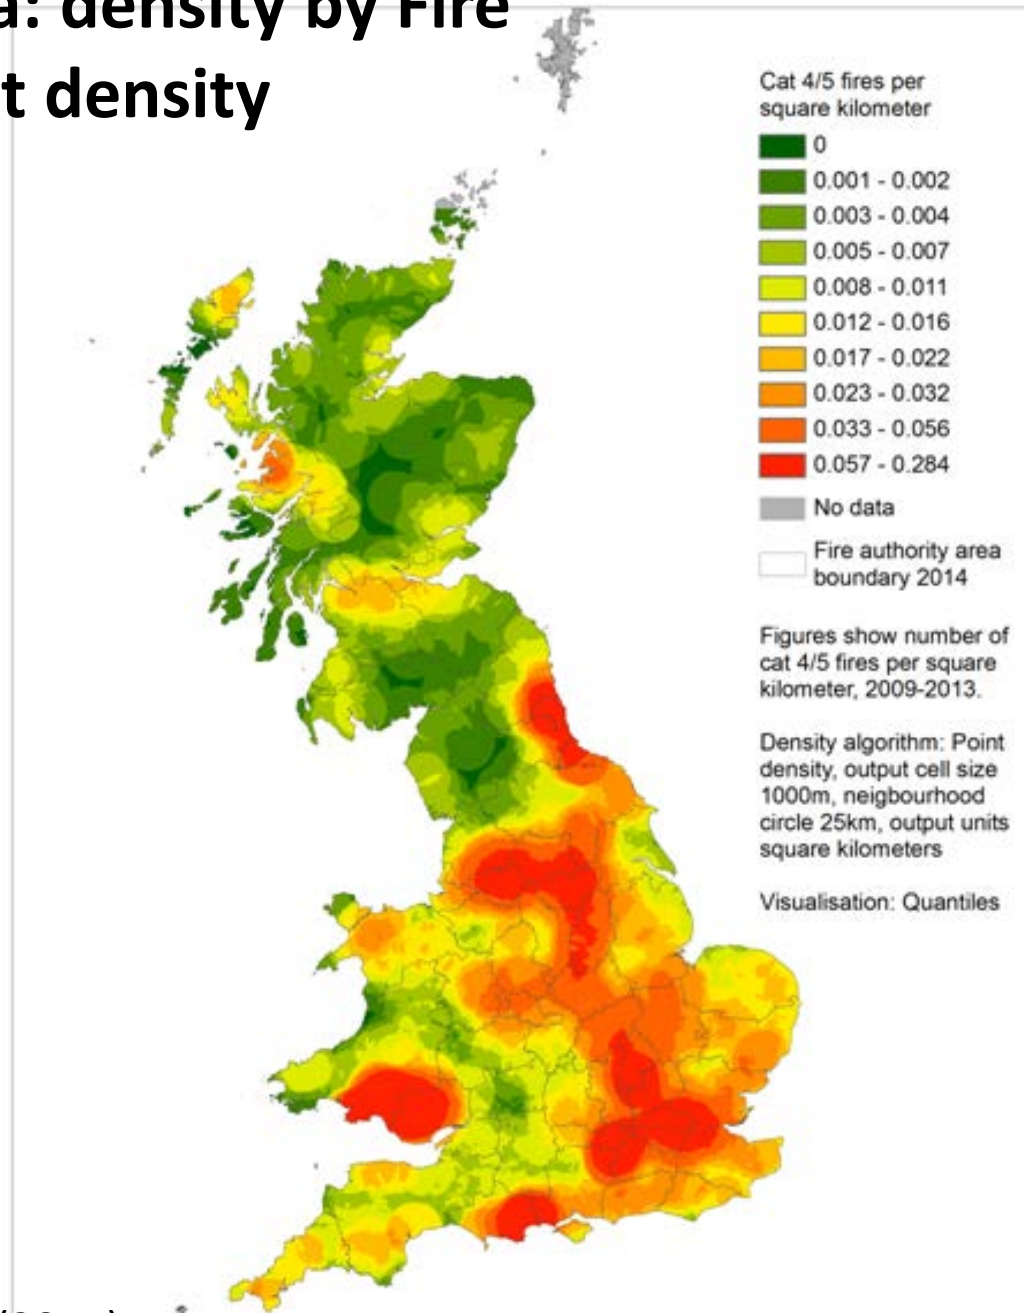 a: density by Fire
t density
Cat 4/5 fires per
square kilometer
0
0.001 - 0.002
0.003 - 0.004
0.005 - 0.007
0.008 - 0.011
0.012 - 0.016
0.017 - 0.022
0.023 - 0.032
0.033 - 0.056
0.057 - 0.284
No data
Fire authority area
boundary 2014
Figures show number of
cat 4/5 fires per square
kilometer, 2009-2013.
Density algorithm: Point
density, output cell size
1000m, neigbourhood
circle 25km, output units
square kilometers
Visualisation: Quantiles